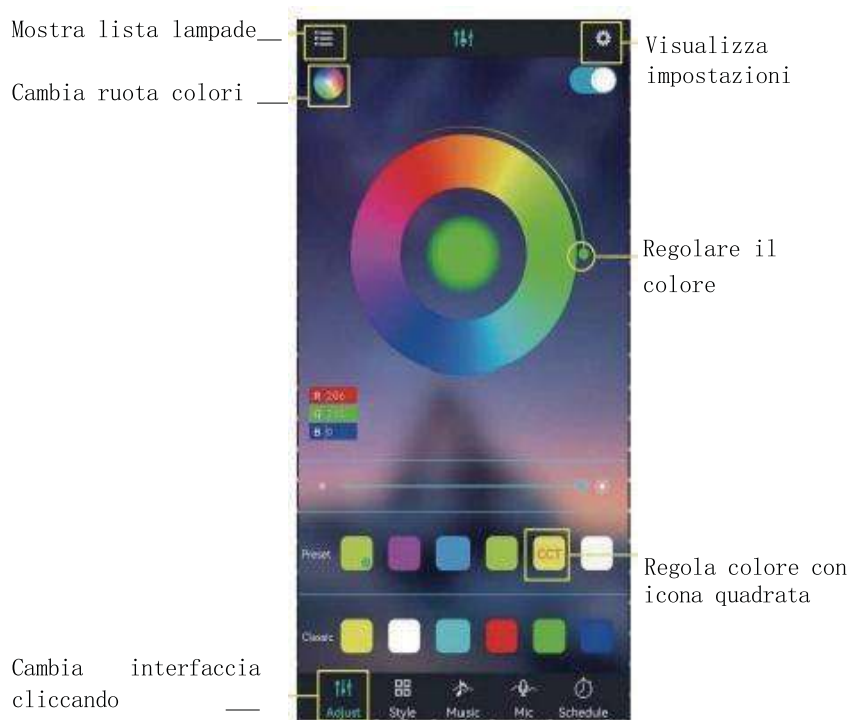 Mostra lista lampade
Visualizza
impostazioni
Cambia ruota colori
Regolare il
colore
R 206
G
B 0
Preset
CCT
Regola colore con
icona quadrata
Classic
Cambia interfaccia
cliccando
Adjust Style Music Mic Schedule